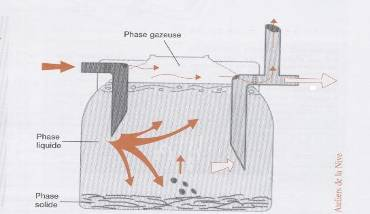 Phase gazeuse
Phase
liquide
Phase
solide
Ateliers de la Nive